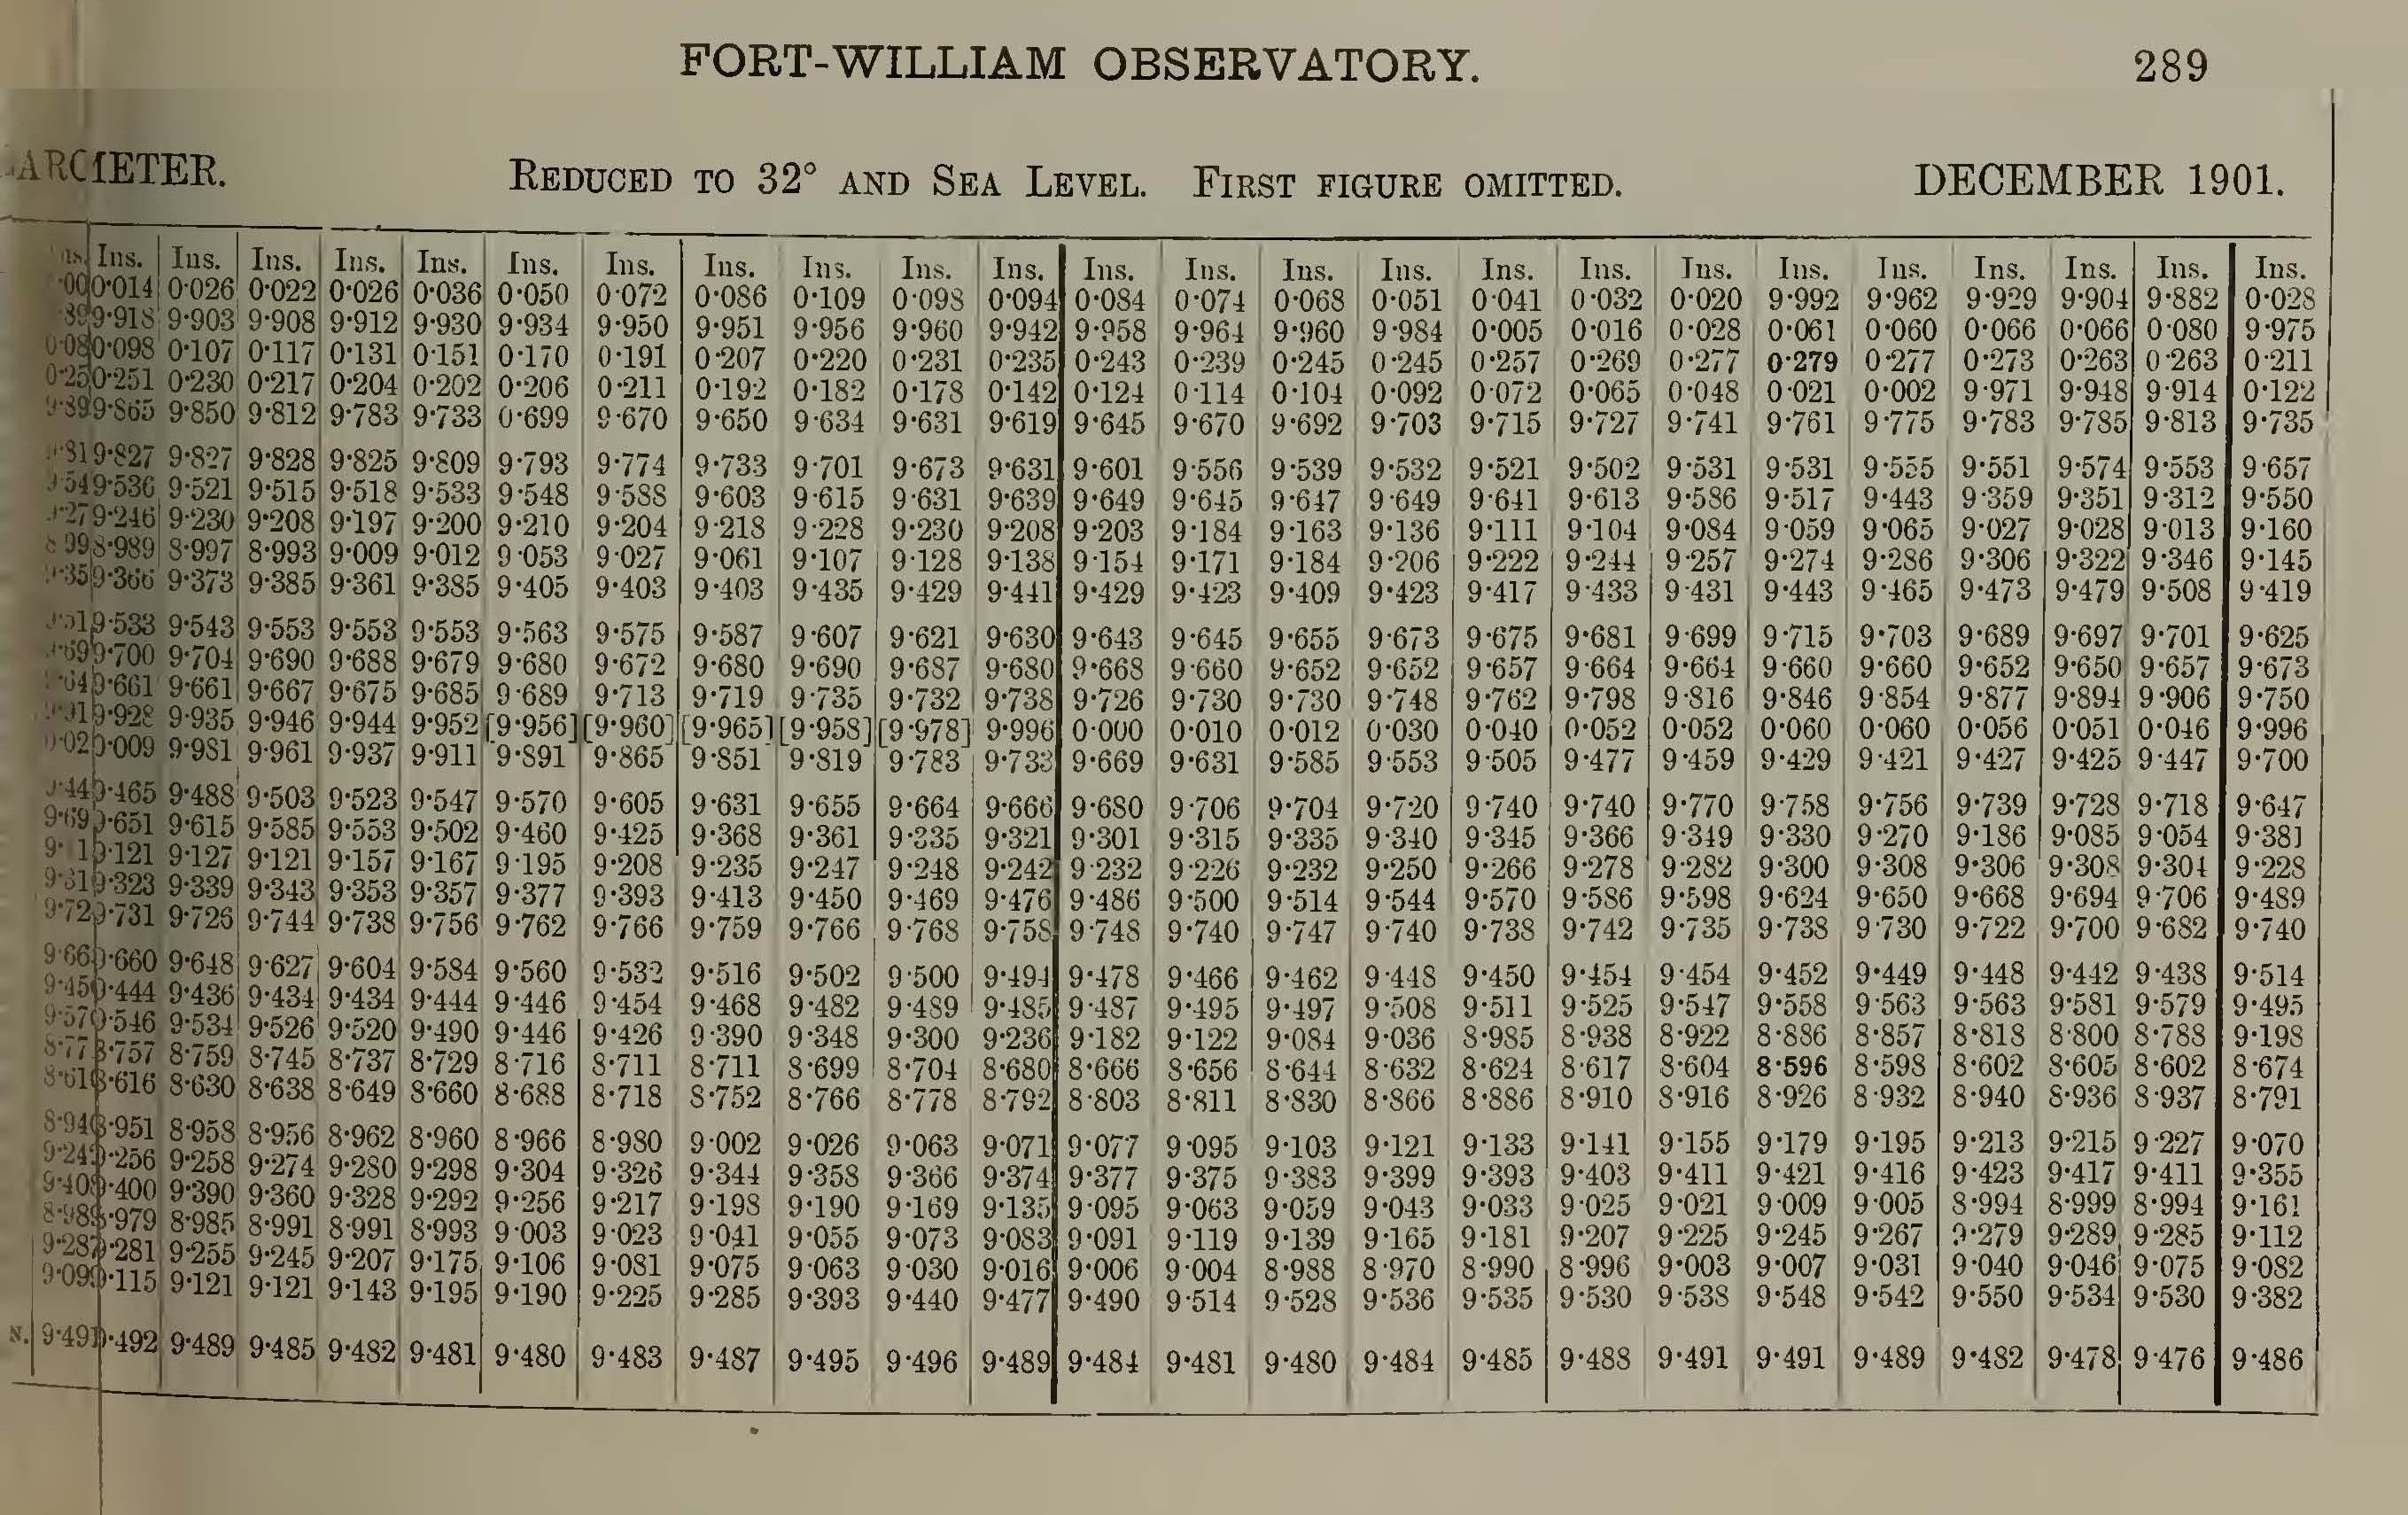 FORT-WILLIAM OBSERVATORY. 289
REDUCED TO 32° AND SEA LEVEL. FIRST FIGURE OMITTED. DECEMBER 1901.
Ins. Ins. Ins. Ins. Ins. Ins. Ins. Ins. Ins. Ins. Ins. Ins. Ins. Ins. Ins. Ins. Ins. Ins. Ins. Ins. Ins. Ins. Ins. Ins.
0·014 0·026 0·022 0·026 0·036 0·050 0·072 0·086 0·109 0·098 0·094 0·084 0·074 0·068 0·051 0·041 0·032 0·020 9·992 9·962 9·929 9·904 9·882 0·028
9·918 9·903 9·908 9·912 9·930 9·934 9·950 9·951 9·956 9·960 9·942 9·958 9·964 9·960 9·984 0·005 0·016 0·028 0·061 0·060 0·066 0·066 0·080 9·975
0·098 0·107 0·117 0·131 0·151 0·170 0·191 0·207 0·220 0·231 0·235 0·243 0·239 0·245 0·245 0·257 0·269 0·277 0·279 0·277 0·273 0·263 0·263 0·211
0·251 0·230 0·217 0·204 0·202 0·206 0·211 0·192 0·182 0·178 0·142 0·124 0·114 0·104 0·092 0·072 0·065 0·048 0·021 0·002 9·971 9·948 9·914 0·122
9·865 9·850 9·812 9·783 9·733 0·699 9·670 9·650 9·634 9·631 9·619 9·645 9·670 9·692 9·703 9·715 9·727 9·741 9·761 9·775 9·783 9·785 9·813 9·735
9·827 9·827 9·828 9·825 9·809 9·793 9·774 9·733 9·701 9·673 9·631 9·601 9·556 9·539 9·532 9·521 9·502 9·531 9·531 9·555 9·551 9·574 9·553 9·657
9·536 9·521 9·515 9·518 9·533 9·548 9·588 9·603 9·615 9·631 9·639 9·649 9·645 9·647 9·649 9·641 9·613 9·586 9·517 9·443 9·359 9·351 9·312 9·550
9·246 9·230 9·208 9·197 9·200 9·210 9·204 9·218 9·228 9·230 9·208 9·203 9·184 9·163 9·136 9·111 9·104 9·084 9·059 9·065 9·027 9·028 9·013 9·160
8·989 8·997 8·993 9·009 9·012 9·053 9·027 9·061 9·107 9·128 9·138 9·154 9·171 9·184 9·206 9·222 9·244 9·257 9·274 9·286 9·306 9·322 9·346 9·145
9·366 9·373 9·385 9·361 9·385 9·405 9·403 9·403 9·435 9·429 9·441 9·429 9·423 9·409 9·423 9·417 9·433 9·431 9·443 9·465 9·473 9·479 9·508 9·419
9·533 9·543 9·553 9·553 9·553 9·563 9·575 9·587 9·607 9·621 9·630 9·643 9·645 9·655 9·673 9·675 9·681 9·699 9·715 9·703 9·689 9·697 9·701 9·625
9·700 9·704 9·690 9·688 9·679 9·680 9·672 9·680 9·690 9·687 9·680 9·668 9·660 9·652 9·652 9·657 9·664 9·664 9·660 9·660 9·652 9·650 9·657 9·673
9·661 9·661 9·667 9·675 9·685 9·689 9·713 9·719 9·735 9·732 9·738 9·726 9·730 9·730 9·748 9·762 9·798 9·816 9·846 9·854 9·877 9·894 9·906 9·750
9·928 9·935 9·946 9·944 9·952 [9·956] [9·960] [9·965] [9·958] [9·978] 9·996 0·000 0·010 0·012 0·030 0·040 0·052 0·052 0·060 0·060 0·056 0·051 0·046 9·996
0·009 9·981 9·961 9·937 9·911 9·891 9·865 9·851 9·819 9·783 9·733 9·669 9·631 9·585 9·553 9·505 9·477 9·459 9·429 9·421 9·427 9·425 9·447 9·700
9·465 9·488 9·503 9·523 9·547 9·570 9·605 9·631 9·655 9·664 9·666 9·680 9·706 9·704 9·720 9·740 9·740 9·770 9·758 9·756 9·739 9·728 9·718 9·647
9·651 9·615 9·585 9·553 9·502 9·460 9·425 9·368 9·361 9·335 9·321 9·301 9·315 9·335 9·340 9·345 9·366 9·349 9·330 9·270 9·186 9·085 9·054 9·381
9·121 9·127 9·121 9·157 9·167 9·195 9·208 9·235 9·247 9·248 9·242 9·232 9·226 9·232 9·250 9·266 9·278 9·282 9·300 9·308 9·306 9·308 9·304 9·228
9·323 9·339 9·343 9·353 9·357 9·377 9·393 9·413 9·450 9·469 9·476 9·486 9·500 9·514 9·544 9·570 9·586 9·598 9·624 9·650 9·668 9·694 9·706 9·489
9·731 9·726 9·744 9·738 9·756 9·762 9·766 9·759 9·766 9·768 9·758 9·748 9·740 9·747 9·740 9·738 9·742 9·735 9·738 9·730 9·722 9·700 9·682 9·740
9·660 9·648 9·627 9·604 9·584 9·560 9·532 9·516 9·502 9·500 9·494 9·478 9·466 9·462 9·448 9·450 9·454 9·454 9·452 9·449 9·448 9·442 9·438 9·514
9·444 9·436 9·434 9·434 9·444 9·446 9·454 9·468 9·482 9·489 9·485 9·487 9·495 9·497 9·508 9·511 9·525 9·547 9·558 9·563 9·563 9·581 9·579 9·495
9·546 9·534 9·526 9·520 9·490 9·446 9·426 9·390 9·348 9·300 9·236 9·182 9·122 9·084 9·036 8·985 8·938 8·922 8·886 8·857 8·818 8·800 8·788 9·198
8·757 8·759 8·745 8·737 8·729 8·716 8·711 8·711 8·699 8·704 8·680 8·666 8·656 8·644 8·632 8·624 8·617 8·604 8·596 8·598 8·602 8·605 8·602 8·674
8·616 8·630 8·638 8·649 8·660 8·688 8·718 8·752 8·766 8·778 8·792 8·803 8·811 8·830 8·866 8·886 8·910 8·916 8·926 8·932 8·940 8·936 8·937 8·791
8·951 8·958 8·956 8·962 8·960 8·966 8·980 9·002 9·026 9·063 9·071 9·077 9·095 9·103 9·121 9·133 9·141 9·155 9·179 9·195 9·213 9·215 9·227 9·070
9·256 9·258 9·274 9·280 9·298 9·304 9·326 9·344 9·358 9·366 9·374 9·377 9·375 9·383 9·399 9·393 9·403 9·411 9·421 9·416 9·423 9·417 9·411 9·355
9·400 9·390 9·360 9·328 9·292 9·256 9·217 9·198 9·190 9·169 9·135 9·095 9·063 9·059 9·043 9·033 9·025 9·021 9·009 9·005 8·994 8·999 8·994 9·161
8·979 8·985 8·991 8·991 8·993 9·003 9·023 9·041 9·055 9·073 9·083 9·091 9·119 9·139 9·165 9·181 9·207 9·225 9·245 9·267 9·279 9·289 9·285 9·112
9·281 9·255 9·245 9·207 9·175 9·106 9·081 9·075 9·063 9·030 9·016 9·006 9·004 8·988 8·970 8·990 8·996 9·003 9·007 9·031 9·040 9·046 9·075 9·082
9·115 9·121 9·121 9·143 9·195 9·190 9·225 9·285 9·393 9·440 9·477 9·490 9·514 9·528 9·536 9·535 9·530 9·538 9·548 9·542 9·550 9·534 9·530 9·382
9·491 9·492 9·489 9·485 9·482 9·481 9·480 9·483 9·487 9·495 9·496 9·489 9·484 9·481 9·480 9·484 9·485 9·488 9·491 9·491 9·489 9·482 9·478 9·476 9·486